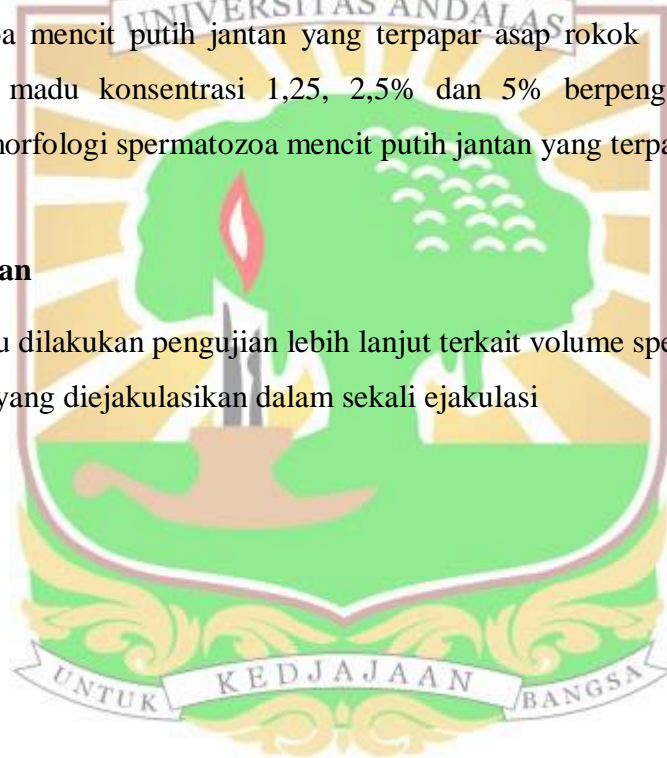 UNIVERSITAS ANDALAS
oa mencit putih jantan yang terpapar asap rokok
madu konsentrasi 1,25, 2,5% dan 5% berpeng
morfologi spermatozoa mencit putih jantan yang terpa
an
u dilakukan pengujian lebih lanjut terkait volume spe
yang diejakulasikan dalam sekali ejakulasi
UNTUK KEDJAJAAN BANGSA